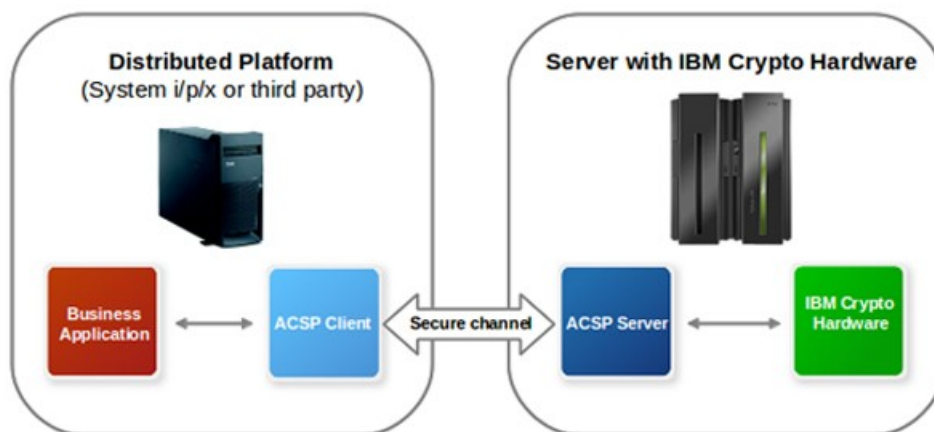 Distributed Platform
(System i/p/x or third party)
Server with IBM Crypto Hardware
Business
Application
ACSP Client
Secure channel
ACSP Server
IBM Crypto
Hardware